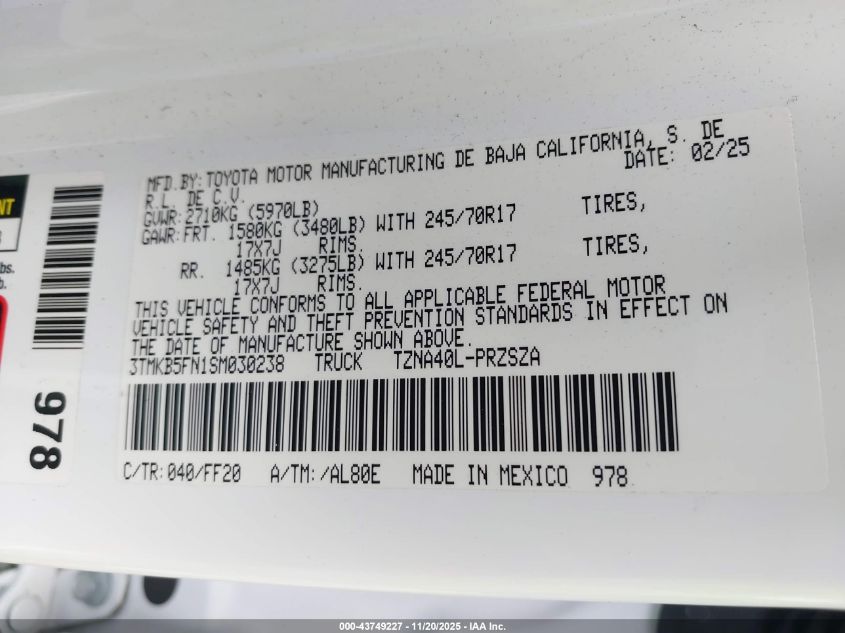 MFD.BY:TOYOTA MOTOR MANUFACTURING DE BAJA CALIFORNIA, S. DE
R.L. DE C.V. DATE: 02/25
GVWR:2710KG (5970LB)
GAWR:FRT. 1580KG (3480LB) WITH 245/70R17 TIRES,
17X7J RIMS.
RR. 1485KG (3275LB) WITH 245/70R17 TIRES,
17X7J RIMS.
THIS VEHICLE CONFORMS TO ALL APPLICABLE FEDERAL MOTOR
VEHICLE SAFETY AND THEFT PREVENTION STANDARDS IN EFFECT ON
THE DATE OF MANUFACTURE SHOWN ABOVE.
3TMKB5FN1SM030238 TRUCK TZNA40L-PRZSZA
C/TR:040/FF20 A/TM:/AL80E MADE IN MEXICO 978
978
000-43749227 - 11/20/2025 - IAA Inc.